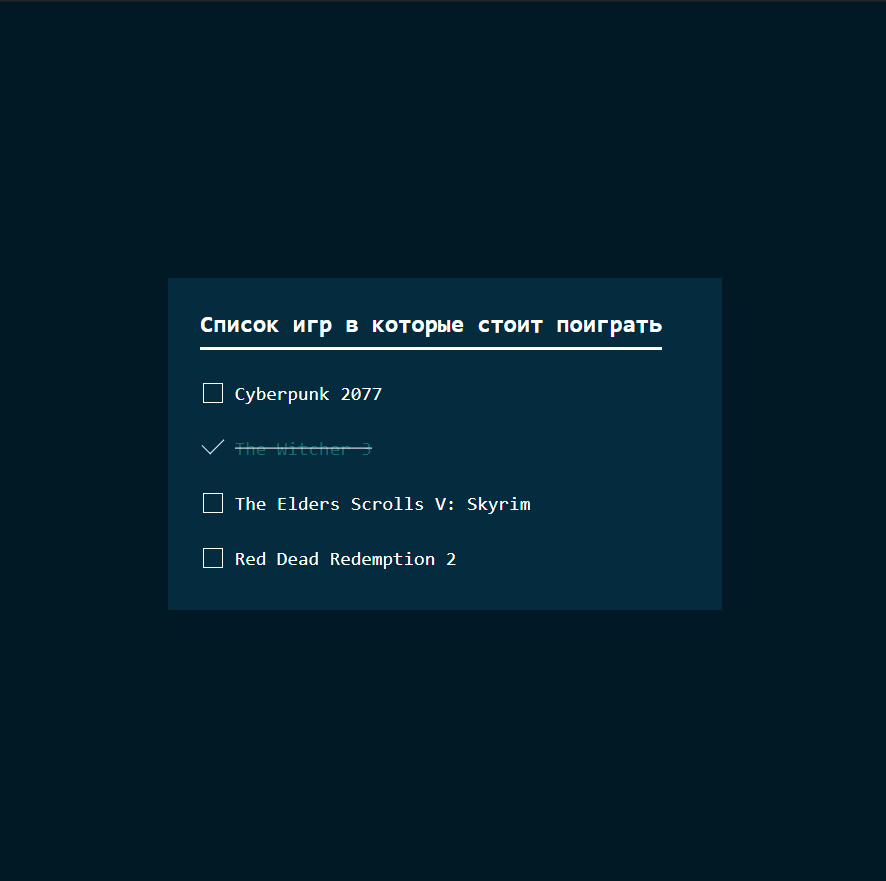 Список игр в которые стоит поиграть
Cyberpunk 2077
The Witcher 3
The Elders Scrolls V: Skyrim
Red Dead Redemption 2